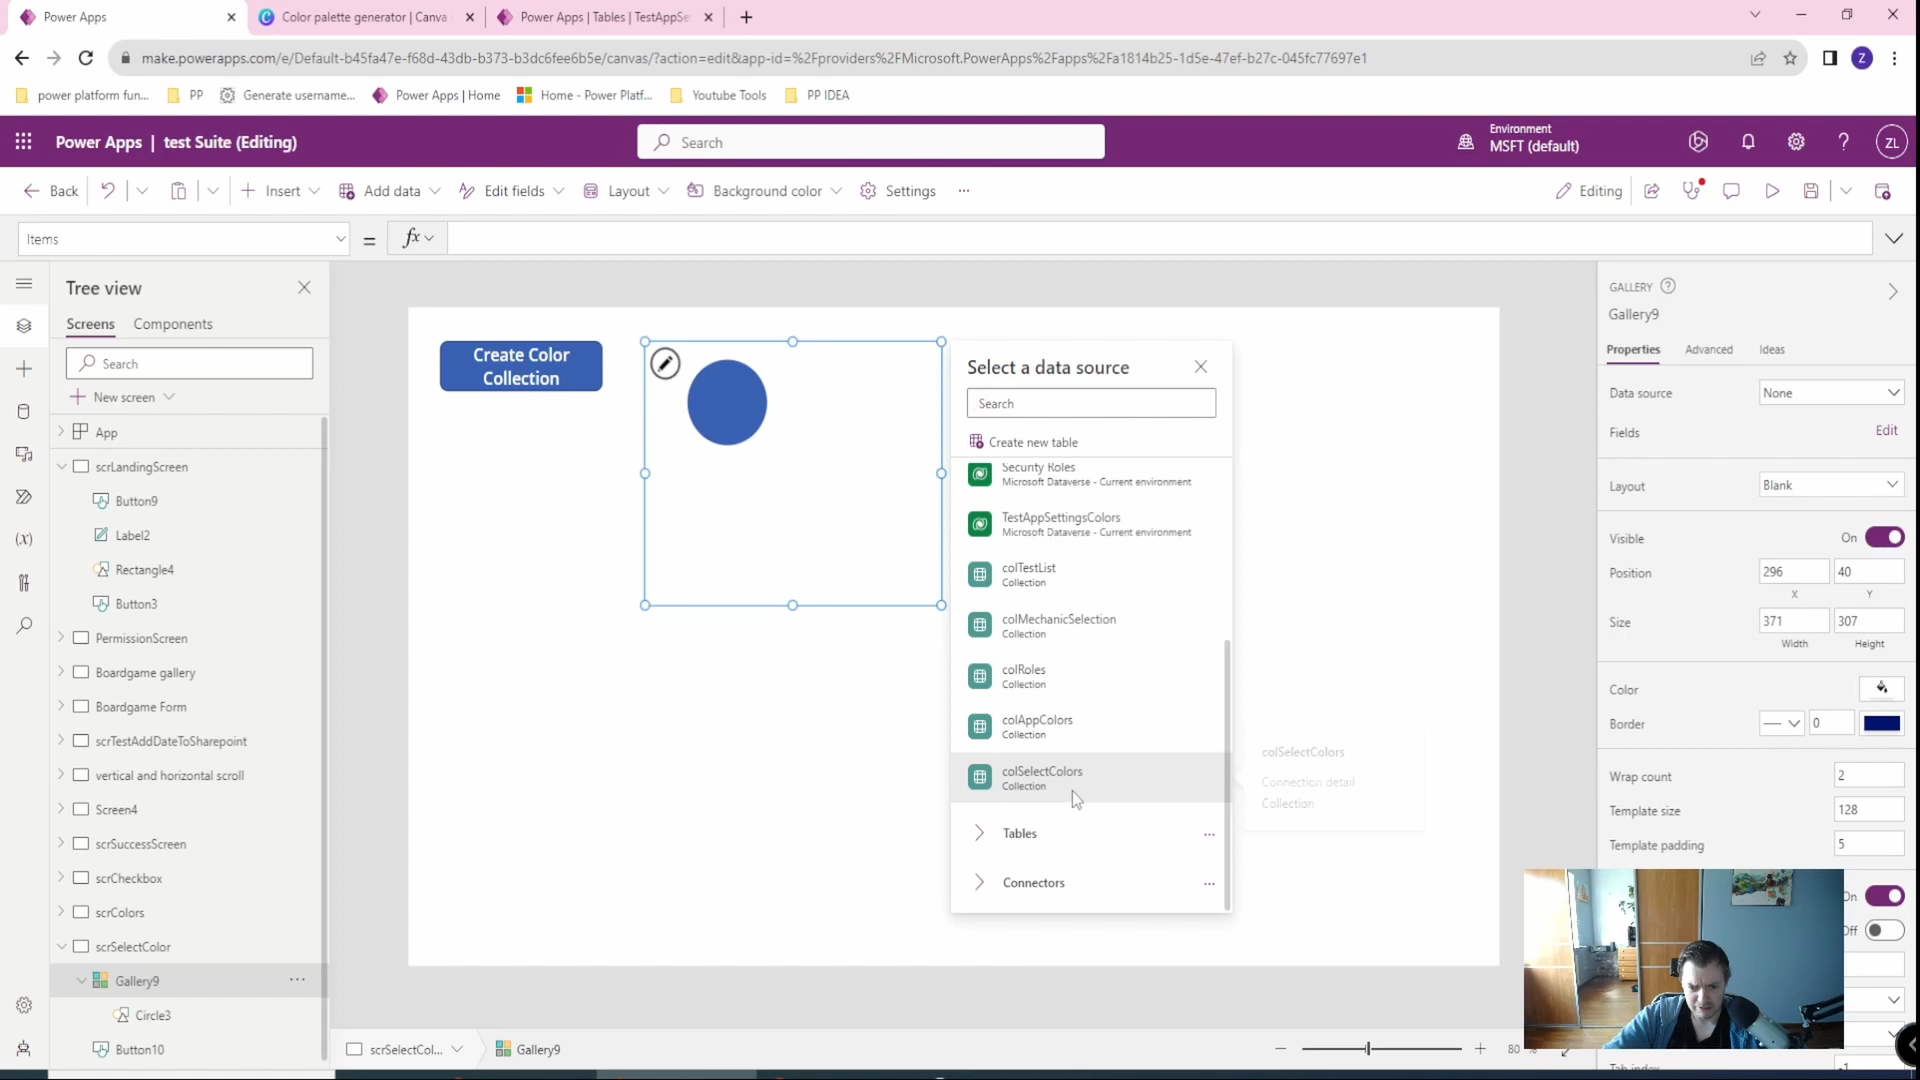 Power Apps
Color palette generator | Canva
Power Apps | Tables | TestAppSe
make.powerapps.com/e/Default-b45fa47e-f68d-43db-b373-b3dc6fee6b5e/canvas/?action=edit&app-id=%2Fproviders%2FMicrosoft.PowerApps%2Fapps%2Fa1814b25-1d5e-47ef-b27c-045fc77697e1
Z
power platform fun...
PP
Generate username...
Power Apps | Home
Home - Power Platf...
Youtube Tools
PP IDEA
Power Apps | test Suite (Editing)
Search
Environment
MSFT (default)
ZL
Back
Insert
Add data
Edit fields
Layout
Background color
Settings
...
Editing
Items
=
fx
Tree view
Screens
Components
Search
New screen
App
scrLandingScreen
Button9
Label2
Rectangle4
Button3
PermissionScreen
Boardgame gallery
Boardgame Form
scrTestAddDateToSharepoint
vertical and horizontal scroll
Screen4
scrSuccessScreen
scrCheckbox
scrColors
scrSelectColor
Gallery9
...
Circle3
Button10
Create Color
Collection
Select a data source
Search
Create new table
Security Roles
Microsoft Dataverse - Current environment
TestAppSettingsColors
Microsoft Dataverse - Current environment
colTestList
Collection
colMechanicSelection
Collection
colRoles
Collection
colAppColors
Collection
colSelectColors
Collection
Tables
...
Connectors
...
colSelectColors
Connection detail
Collection
GALLERY
Gallery9
Properties
Advanced
Ideas
Data source
None
Fields
Edit
Layout
Blank
Visible
On
Position
296
40
X
Y
Size
371
307
Width
Height
Color
Border
0
Wrap count
2
Template size
128
Template padding
5
On
Off
scrSelectCol...
Gallery9
80